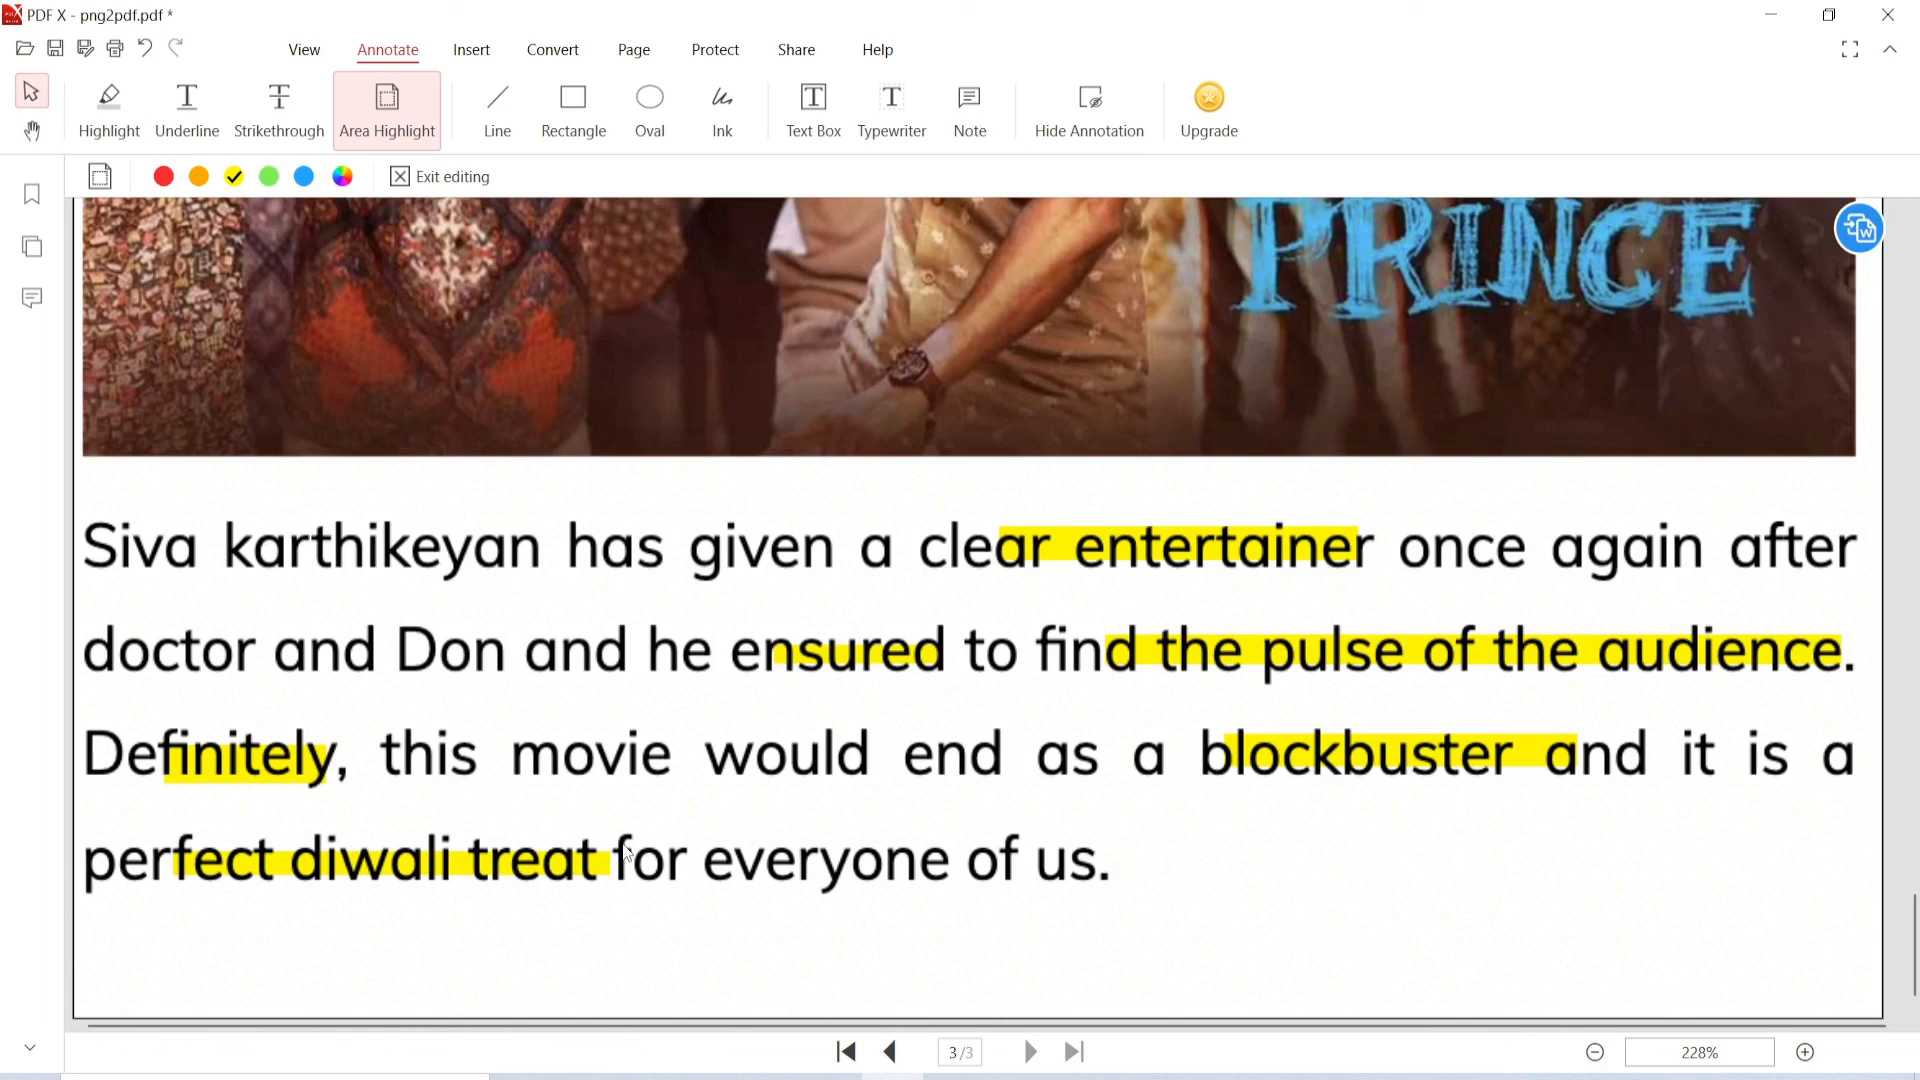 PDF X - png2pdf.pdf *
View Annotate Insert Convert Page Protect Share Help
Highlight Underline Strikethrough Area Highlight Line Rectangle Oval Ink Text Box Typewriter Note Hide Annotation Upgrade
Exit editing
PRINCE
Siva karthikeyan has given a clear entertainer once again after
doctor and Don and he ensured to find the pulse of the audience.
Definitely, this movie would end as a blockbuster and it is a
perfect diwali treat for everyone of us.
3 /3
228%